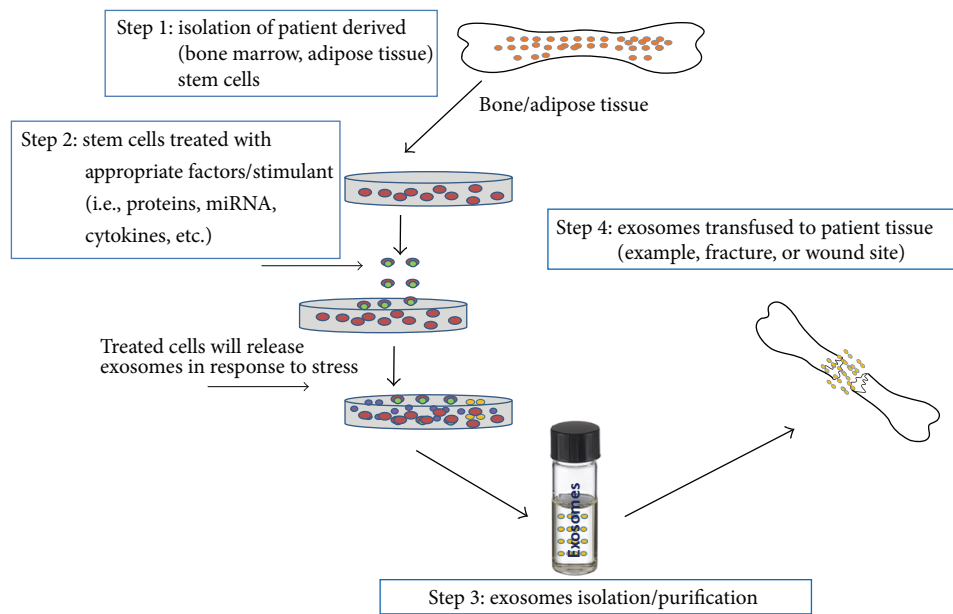 Step 1: isolation of patient derived
(bone marrow, adipose tissue)
stem cells
Bone/adipose tissue
Step 2: stem cells treated with
appropriate factors/stimulant
(i.e., proteins, miRNA,
cytokines, etc.)
Treated cells will release
exosomes in response to stress
Exosomes
Step 3: exosomes isolation/purification
Step 4: exosomes transfused to patient tissue
(example, fracture, or wound site)